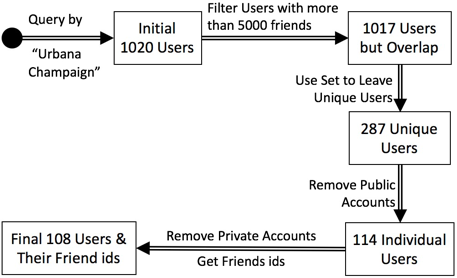 Query by
"Urbana
Champaign"
Initial
1020 Users
Filter Users with more
than 5000 friends
1017 Users
but Overlap
Use Set to Leave
Unique Users
287 Unique
Users
Remove Public
Accounts
114 Individual
Users
Remove Private Accounts
Get Friends ids
Final 108 Users &
Their Friend ids